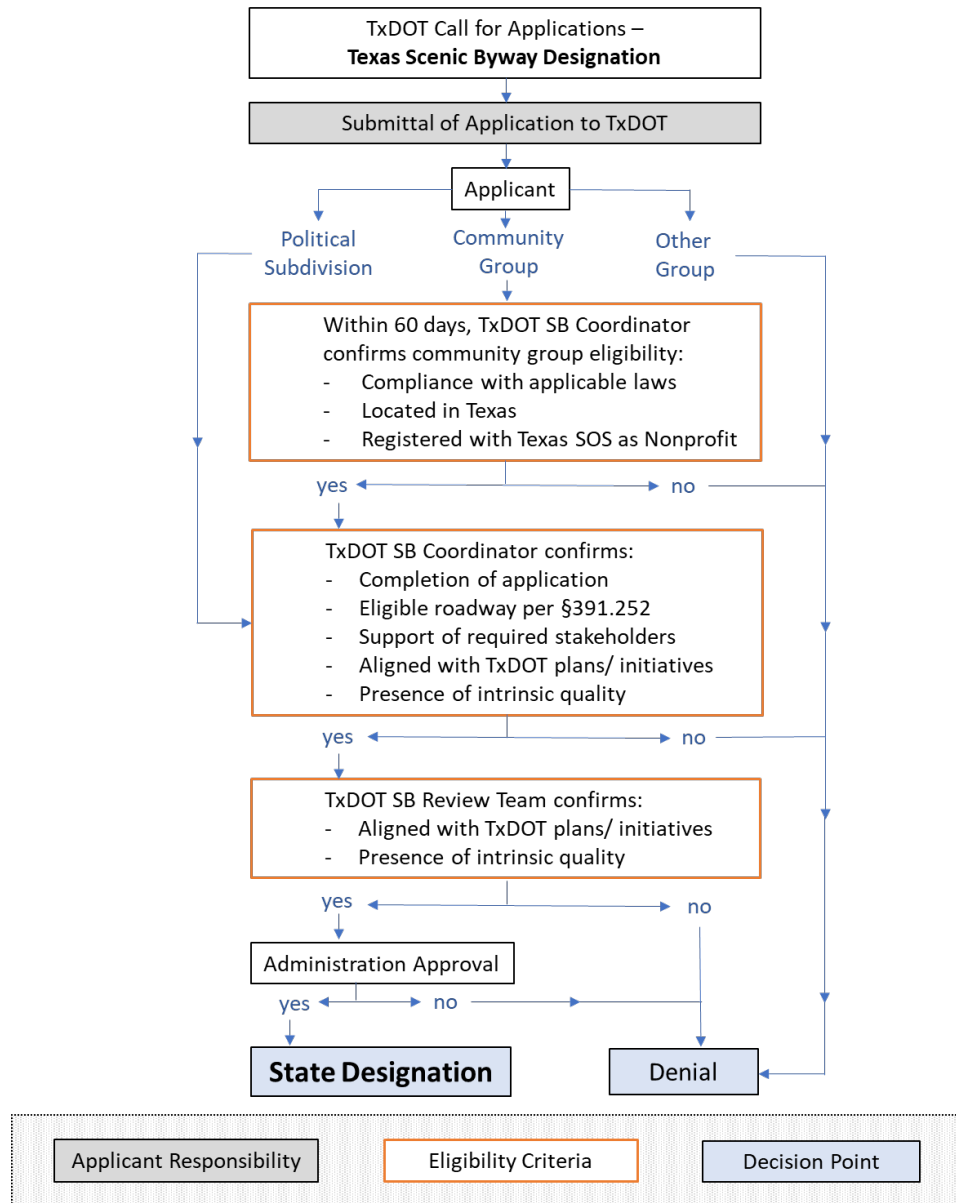 TxDOT Call for Applications –
Texas Scenic Byway Designation
Submittal of Application to TxDOT
Applicant
Political
Subdivision
Community
Group
Other
Group
Within 60 days, TxDOT SB Coordinator
confirms community group eligibility:
- Compliance with applicable laws
- Located in Texas
- Registered with Texas SOS as Nonprofit
yes
no
TxDOT SB Coordinator confirms:
- Completion of application
- Eligible roadway per §391.252
- Support of required stakeholders
- Aligned with TxDOT plans/ initiatives
- Presence of intrinsic quality
yes
no
TxDOT SB Review Team confirms:
- Aligned with TxDOT plans/ initiatives
- Presence of intrinsic quality
yes
no
Administration Approval
yes
no
State Designation
Denial
Applicant Responsibility
Eligibility Criteria
Decision Point